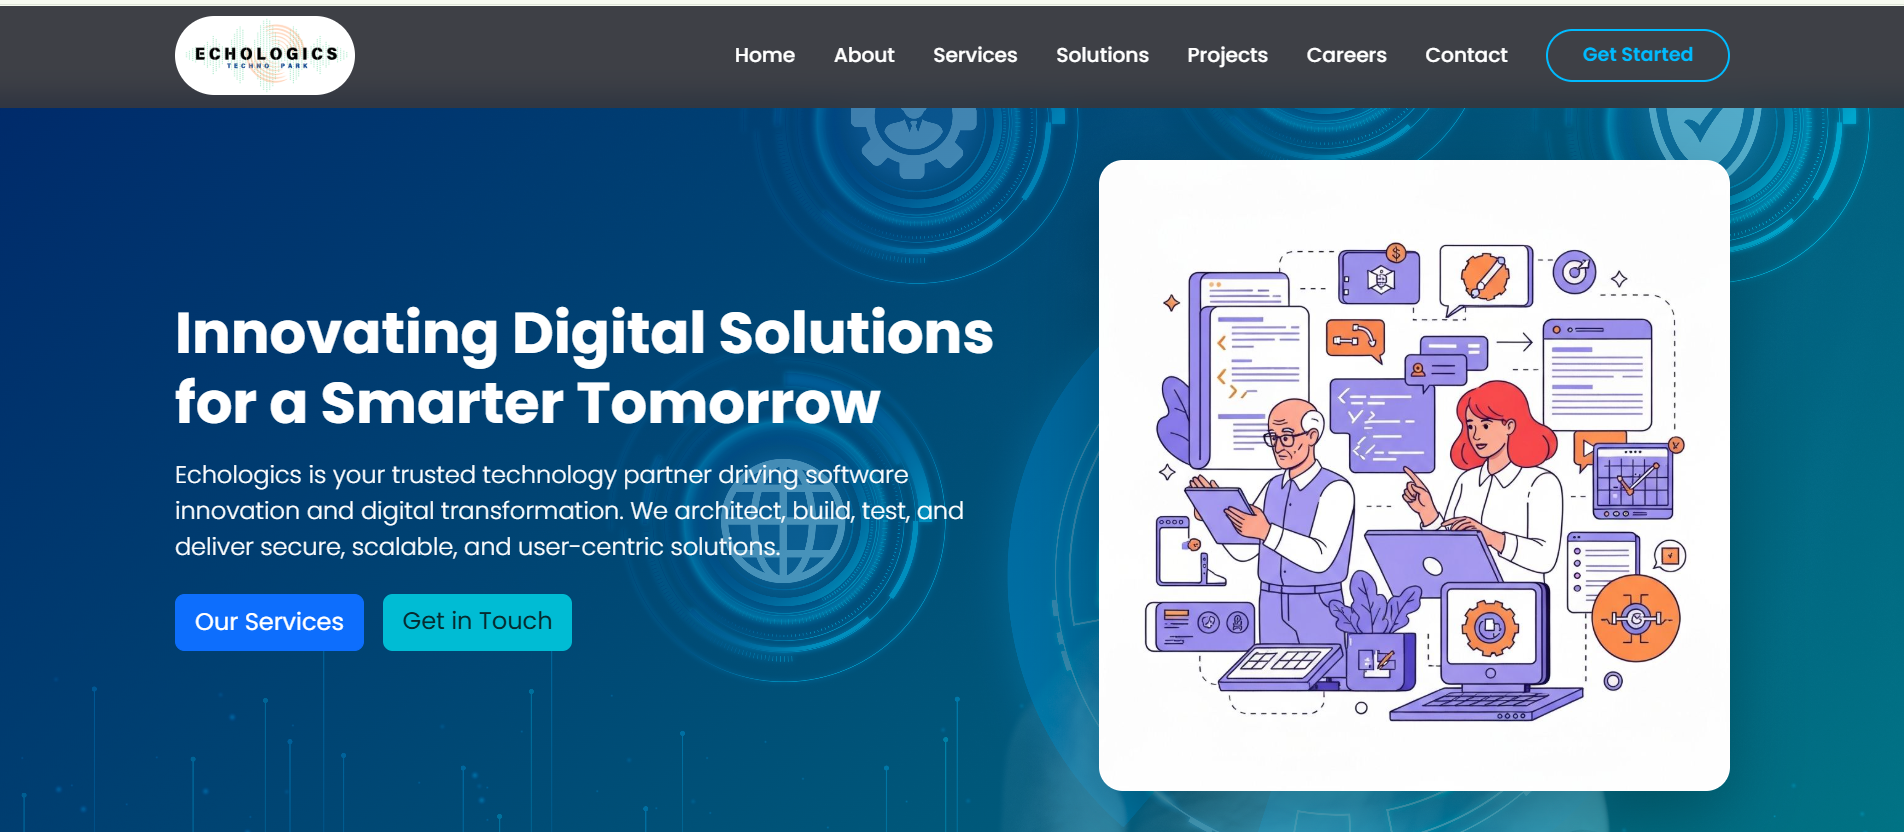 ECHOLOGICS
TECHNO PARK
Home About Services Solutions Projects Careers Contact Get Started
Innovating Digital Solutions
for a Smarter Tomorrow
Echologics is your trusted technology partner driving software
innovation and digital transformation. We architect, build, test, and
deliver secure, scalable, and user-centric solutions.
Our Services Get in Touch